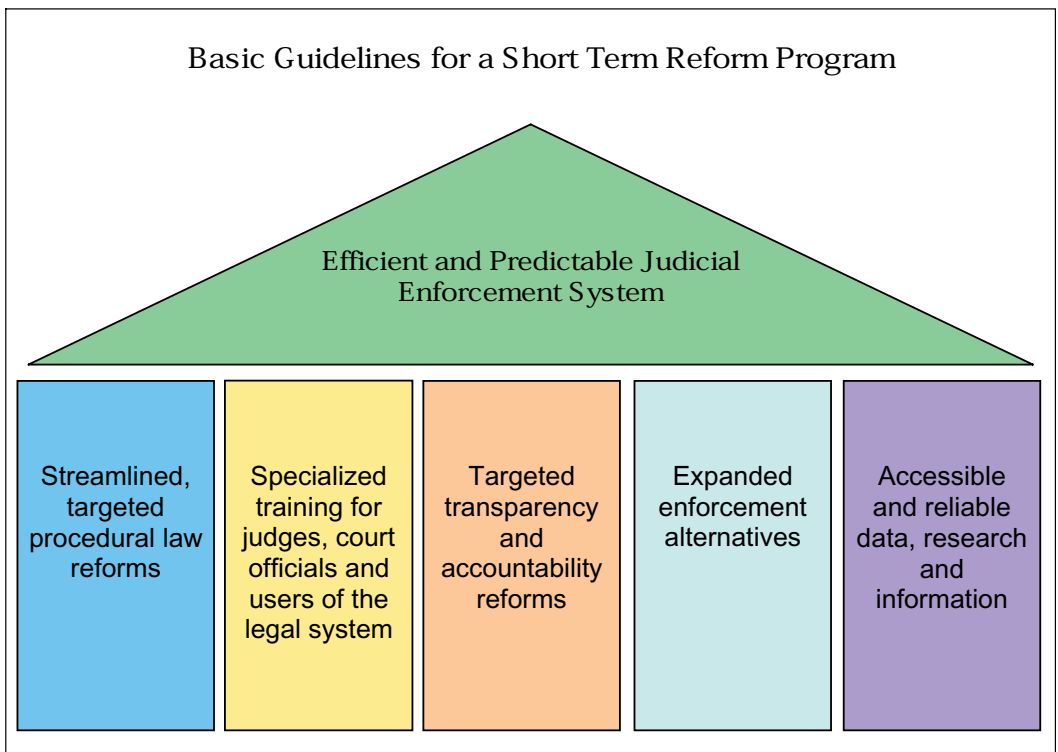 Basic Guidelines for a Short Term Reform Program
Efficient and Predictable Judicial
Enforcement System
Streamlined,
targeted
procedural law
reforms
Specialized
training for
judges, court
officials and
users of the
legal system
Targeted
transparency
and
accountability
reforms
Expanded
enforcement
alternatives
Accessible
and reliable
data, research
and
information